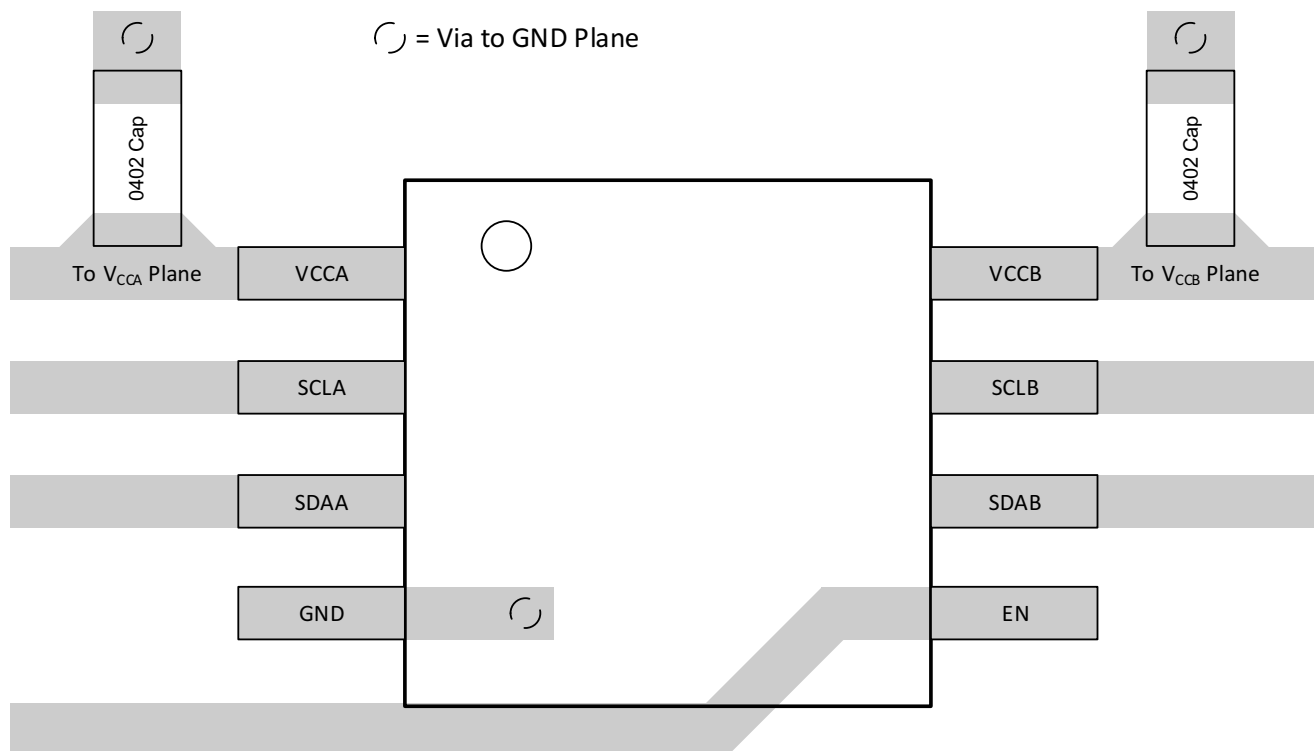 = Via to GND Plane
0402 Cap
0402 Cap
To VCCA Plane
VCCA
VCCB
To VCCB Plane
SCLA
SCLB
SDAA
SDAB
GND
EN